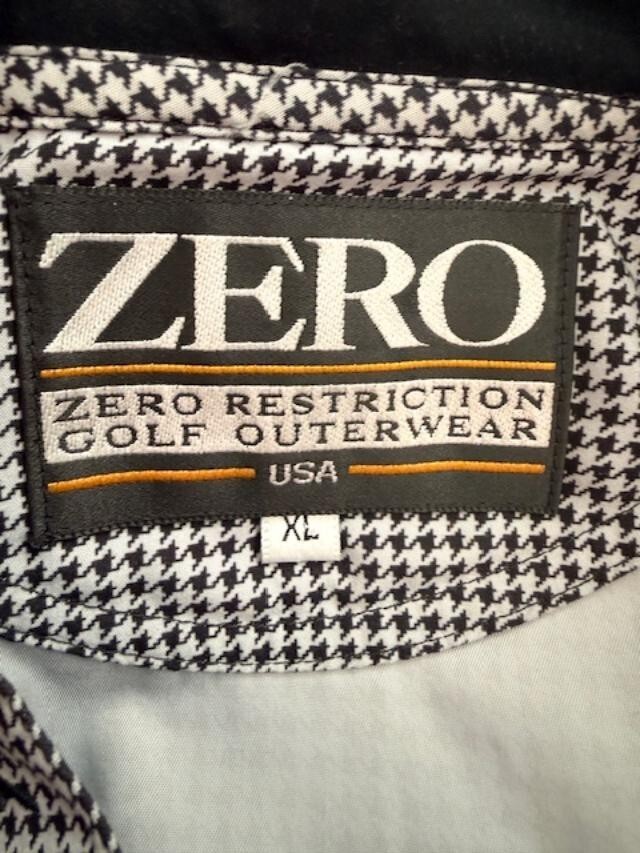 ZERO
ZERO RESTRICTION
GOLF OUTERWEAR
USA
XL